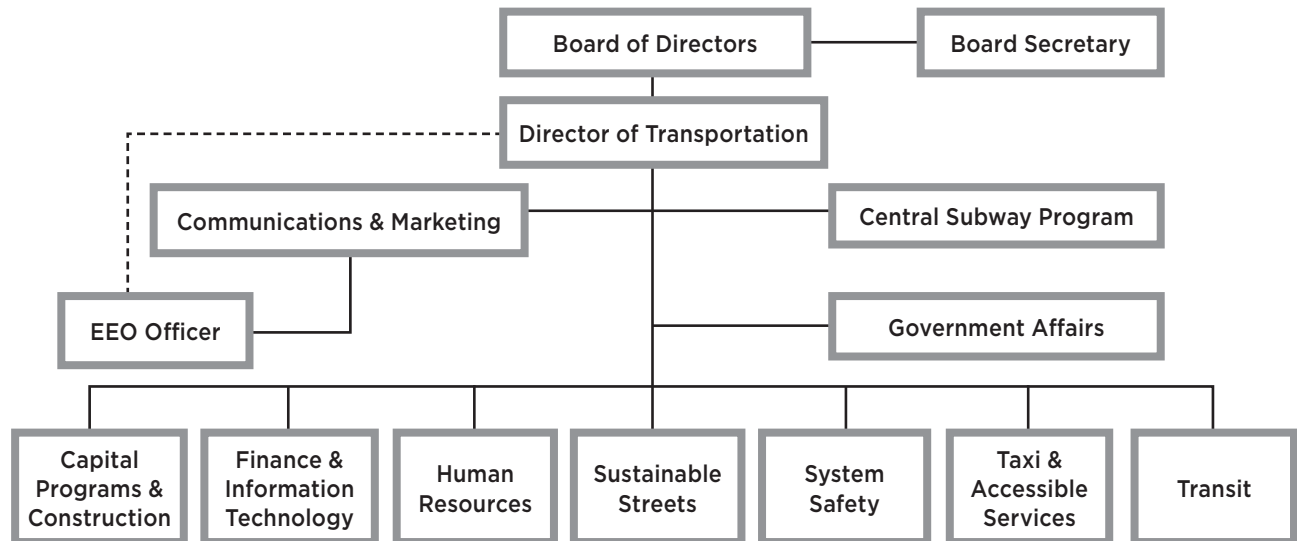 Board of Directors
Board Secretary
Director of Transportation
Communications & Marketing
Central Subway Program
EEO Officer
Government Affairs
Capital
Programs &
Construction
Finance &
Information
Technology
Human
Resources
Sustainable
Streets
System
Safety
Taxi &
Accessible
Services
Transit